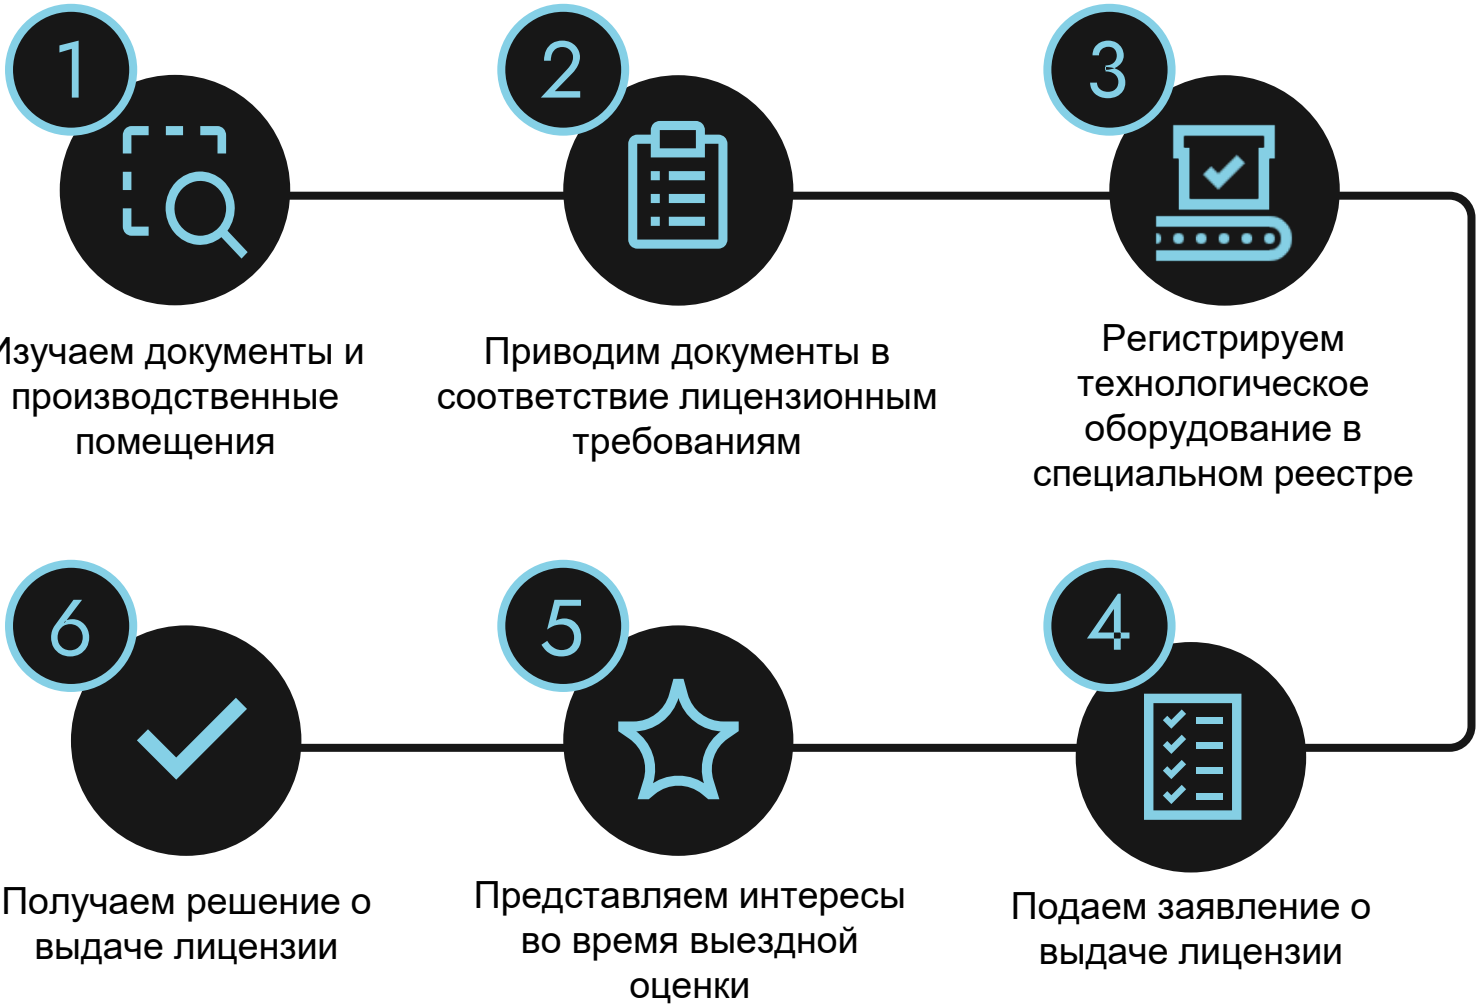 1
Изучаем документы и
производственные
помещения
2
Приводим документы в
соответствие лицензионным
требованиям
3
Регистрируем
технологическое
оборудование в
специальном реестре
4
Подаем заявление о
выдаче лицензии
5
Представляем интересы
во время выездной
оценки
6
Получаем решение о
выдаче лицензии